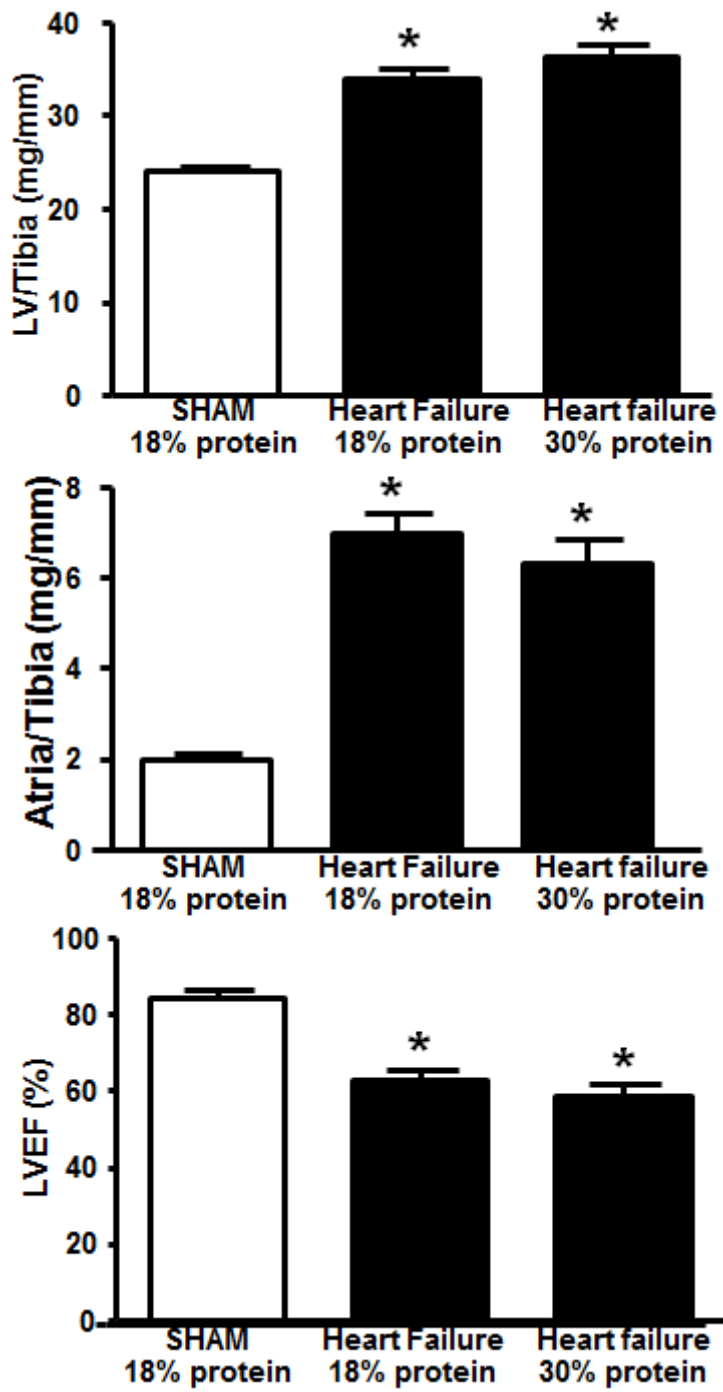 LV/Tibia (mg/mm)
40
30
20
10
0
*
*
SHAM
18% protein
Heart Failure
18% protein
Heart failure
30% protein
Atria/Tibia (mg/mm)
8
6
4
2
0
*
*
SHAM
18% protein
Heart Failure
18% protein
Heart failure
30% protein
LVEF (%)
100
80
60
40
20
0
*
*
SHAM
18% protein
Heart Failure
18% protein
Heart failure
30% protein